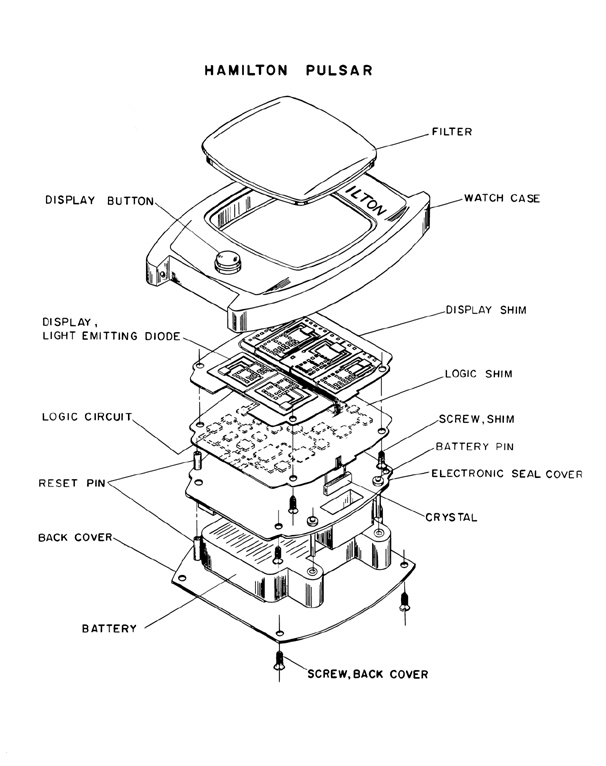 HAMILTON PULSAR
FILTER
ILTON
DISPLAY BUTTON
WATCH CASE
DISPLAY SHIM
DISPLAY,
LIGHT EMITTING DIODE
LOGIC SHIM
LOGIC CIRCUIT
SCREW, SHIM
BATTERY PIN
ELECTRONIC SEAL COVER
RESET PIN
CRYSTAL
BACK COVER
BATTERY
SCREW, BACK COVER